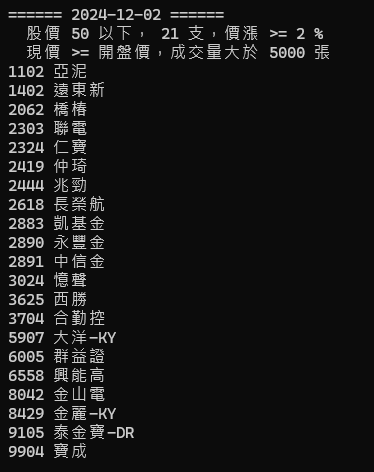 ====== 2024-12-02 ======
股價 50 以下， 21 支，價漲 >= 2 %
現價 >= 開盤價，成交量大於 5000 張
1102 亞泥
1402 遠東新
2062 橋椿
2303 聯電
2324 仁寶
2419 仲琦
2444 兆勁
2618 長榮航
2883 凱基金
2890 永豐金
2891 中信金
3024 憶聲
3625 西勝
3704 合勤控
5907 大洋-KY
6005 群益證
6558 興能高
8042 金山電
8429 金麗-KY
9105 泰金寶-DR
9904 寶成